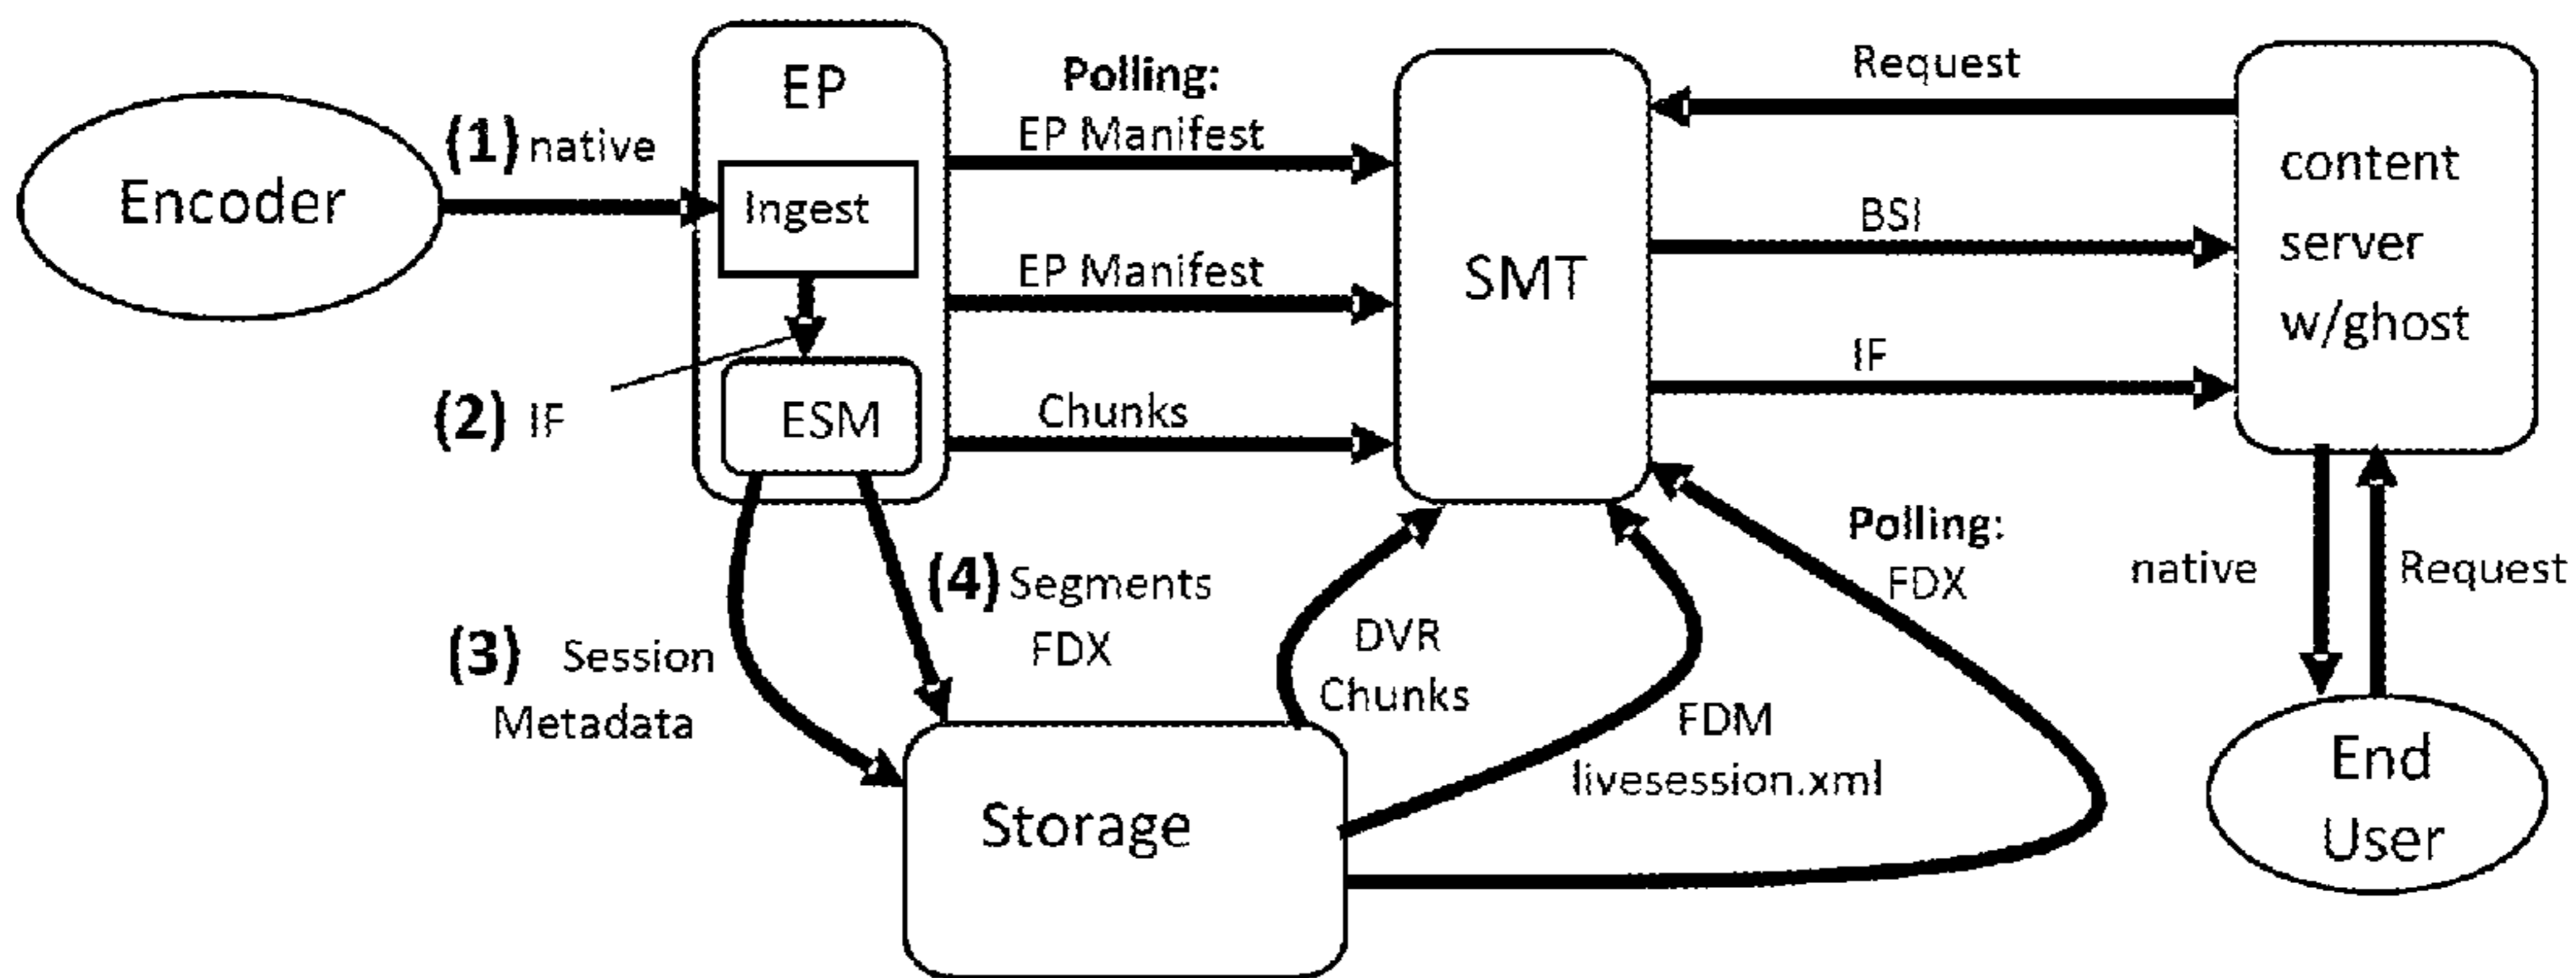 Encoder
(1) native
EP
Ingest
(2) IF
ESM
Polling:
EP Manifest
EP Manifest
Chunks
SMT
Request
BSI
IF
content
server
w/ghost
(3) Session
Metadata
(4) Segments
FDX
Storage
DVR
Chunks
FDM
livesession.xml
Polling:
FDX
native
Request
End
User